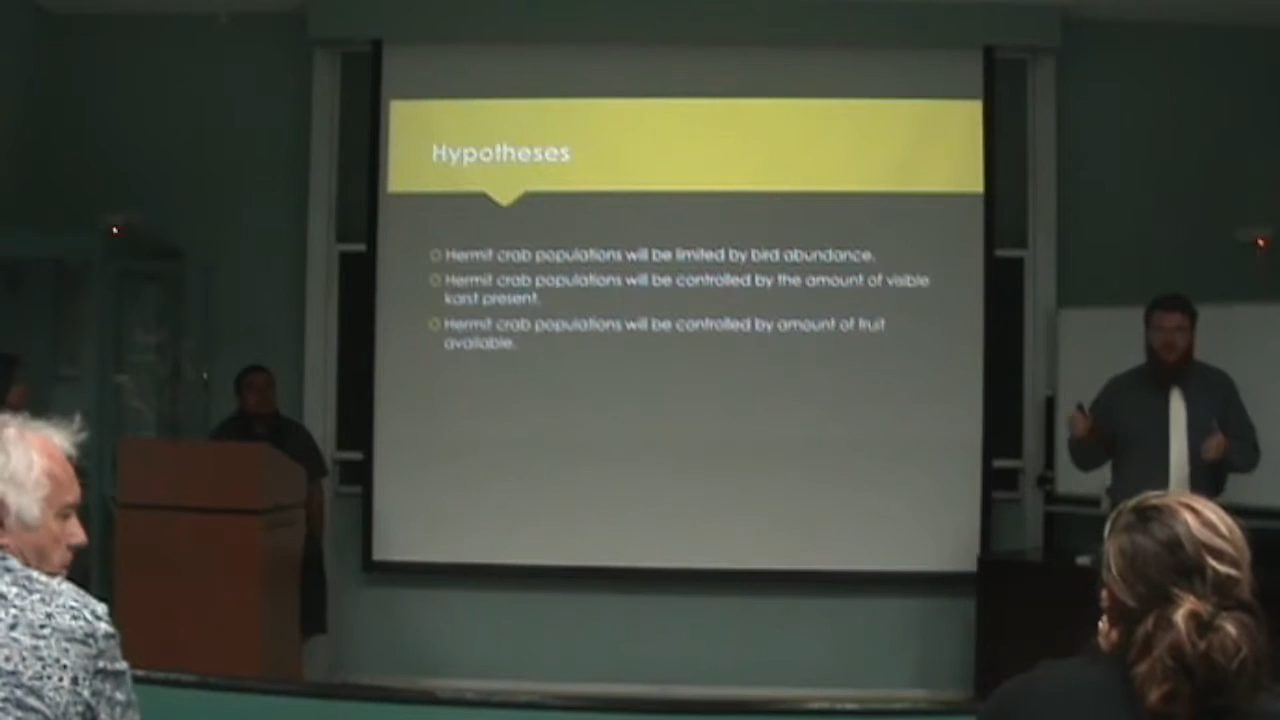 Hypotheses
Hermit crab populations will be limited by bird abundance.
Hermit crab populations will be controlled by the amount of visible
karst present.
Hermit crab populations will be controlled by amount of fruit
available.